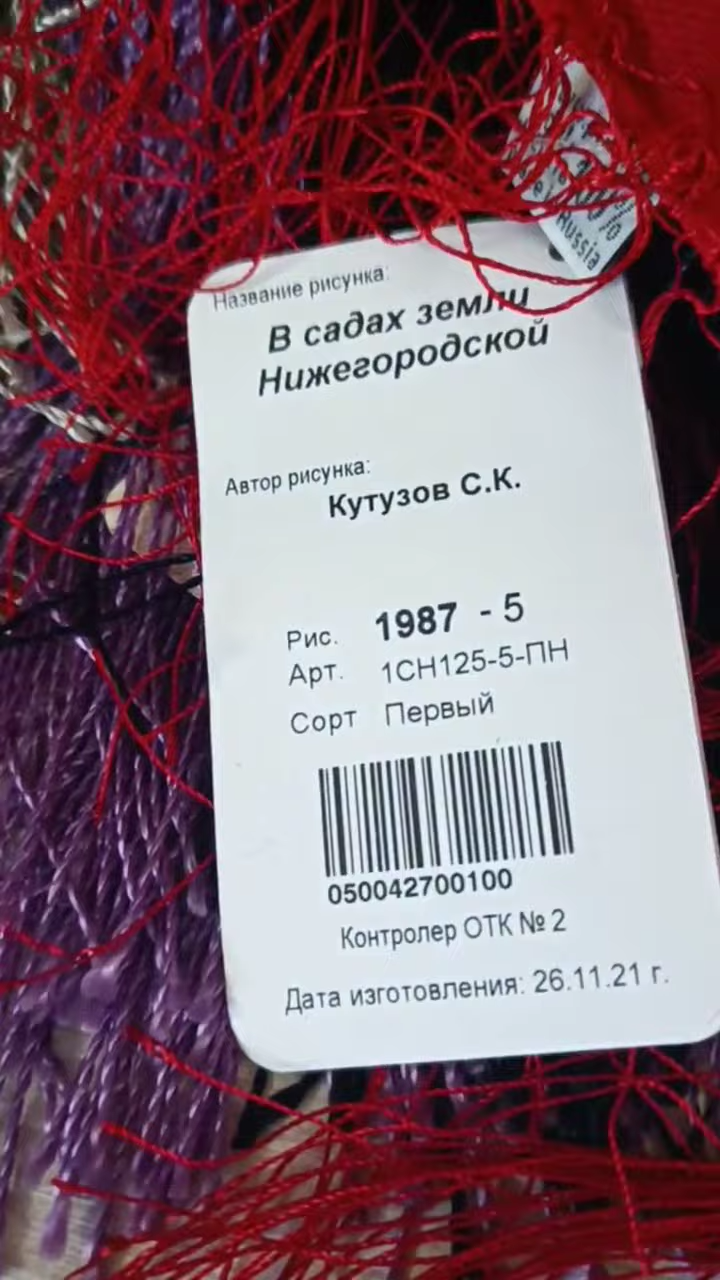 Russia
Название рисунка:
В садах земли
Нижегородской
Автор рисунка:
Кутузов С.К.
Рис. 1987 - 5
Арт. 1СН125-5-ПН
Сорт Первый
050042700100
Контролер ОТК № 2
Дата изготовления: 26.11.21 г.